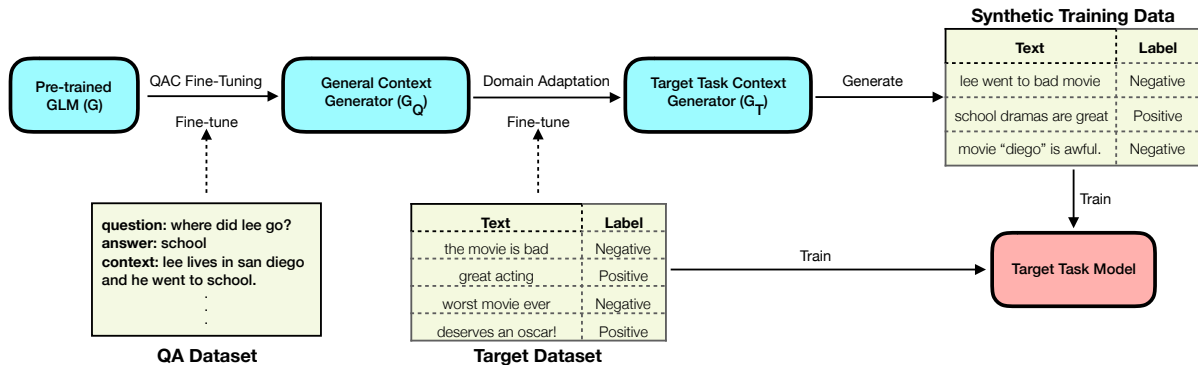 Synthetic Training Data
Text Label
lee went to bad movie Negative
school dramas are great Positive
movie “diego” is awful. Negative
Pre-trained
GLM (G)
QAC Fine-Tuning
Fine-tune
General Context
Generator (G_Q)
Domain Adaptation
Fine-tune
Target Task Context
Generator (G_T)
Generate
question: where did lee go?
answer: school
context: lee lives in san diego
and he went to school.
.
.
.
QA Dataset
Text Label
the movie is bad Negative
great acting Positive
worst movie ever Negative
deserves an oscar! Positive
Target Dataset
Train
Train
Target Task Model